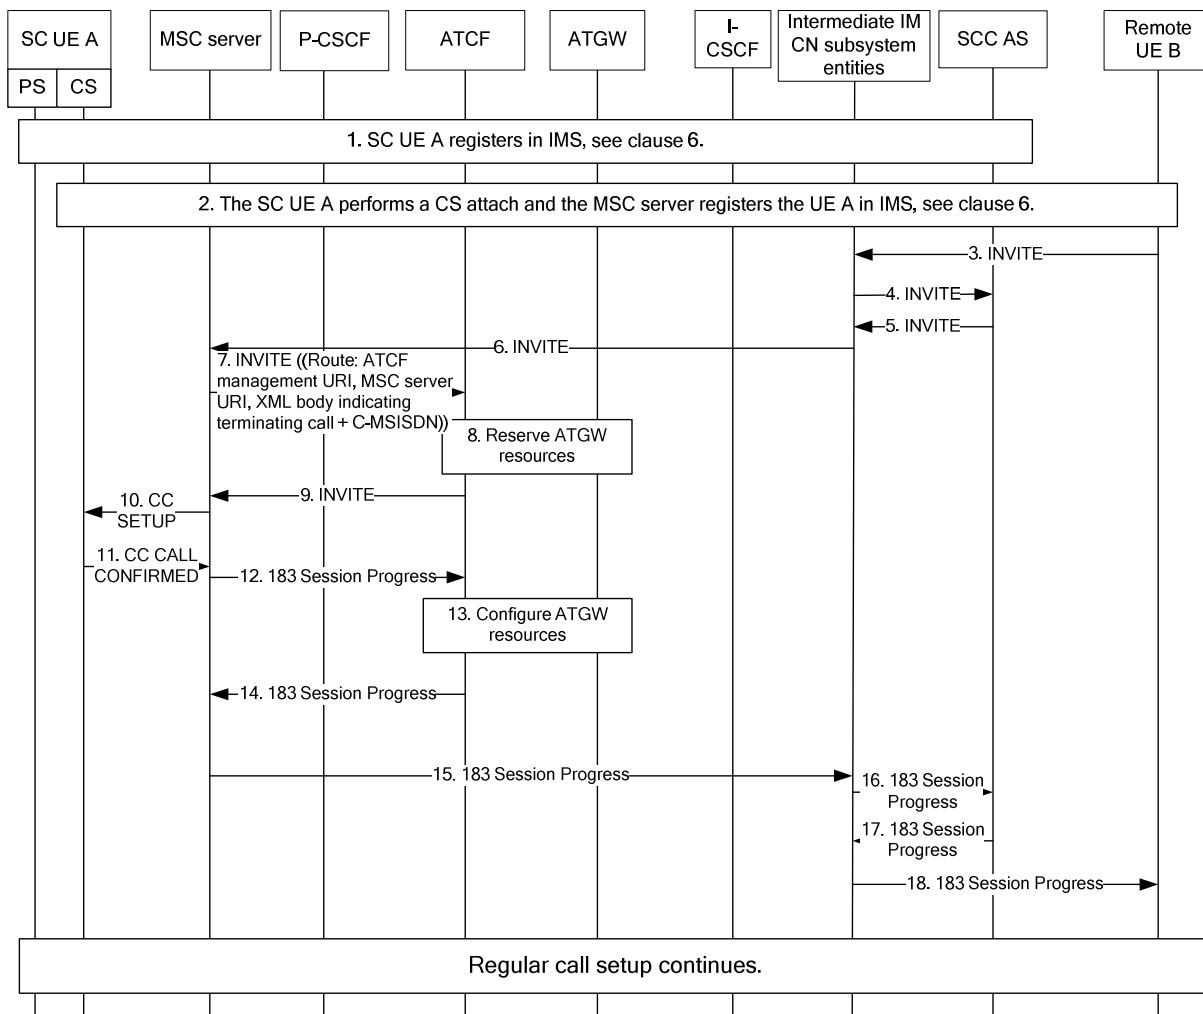 SC UE A
PS
CS
MSC server
P-CSCF
ATCF
ATGW
I-
CSCF
Intermediate IM
CN subsystem
entities
SCC AS
Remote
UE B
1. SC UE A registers in IMS, see clause 6.
2. The SC UE A performs a CS attach and the MSC server registers the UE A in IMS, see clause 6.
3. INVITE
4. INVITE
5. INVITE
6. INVITE
7. INVITE ((Route: ATCF
management URI, MSC server
URI, XML body indicating
terminating call + C-MSISDN))
8. Reserve ATGW
resources
9. INVITE
10. CC
SETUP
11. CC CALL
CONFIRMED
12. 183 Session Progress
13. Configure ATGW
resources
14. 183 Session Progress
15. 183 Session Progress
16. 183 Session
Progress
17. 183 Session
Progress
18. 183 Session Progress
Regular call setup continues.